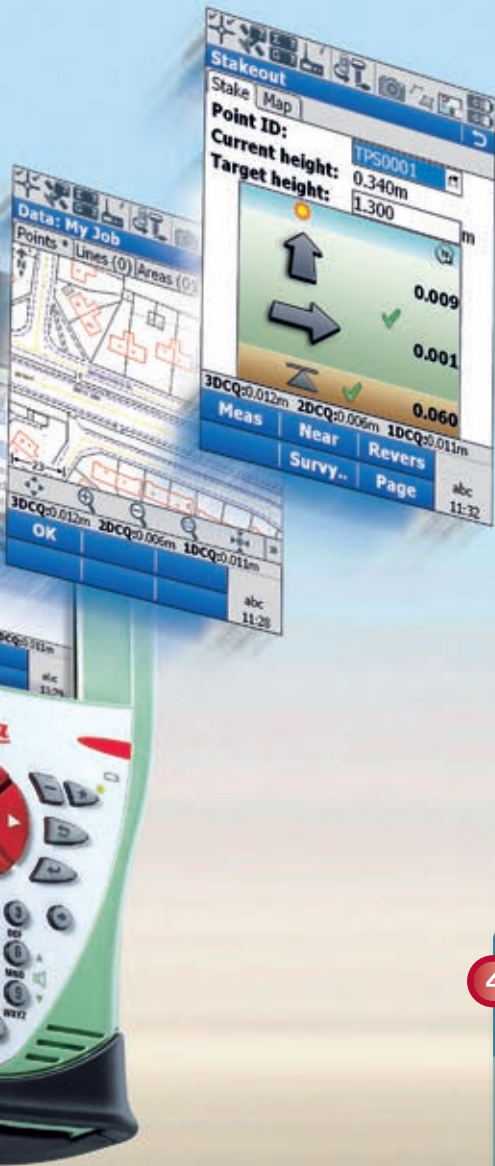 Stakeout
Stake Map
Point ID: TPS0001
Current height: 0.340m
Target height: 1.300 m
0.009
0.001
0.060
3DCQ:0.012m 2DCQ:0.006m 1DCQ:0.011m
Meas Near Revers
Survy.. Page
abc
11:32
Data: My Job
Points * Lines (0) Areas (0)
23
3DCQ:0.012m 2DCQ:0.006m 1DCQ:0.011m
OK
abc
11:28
abc
MNO
WXYZ
4